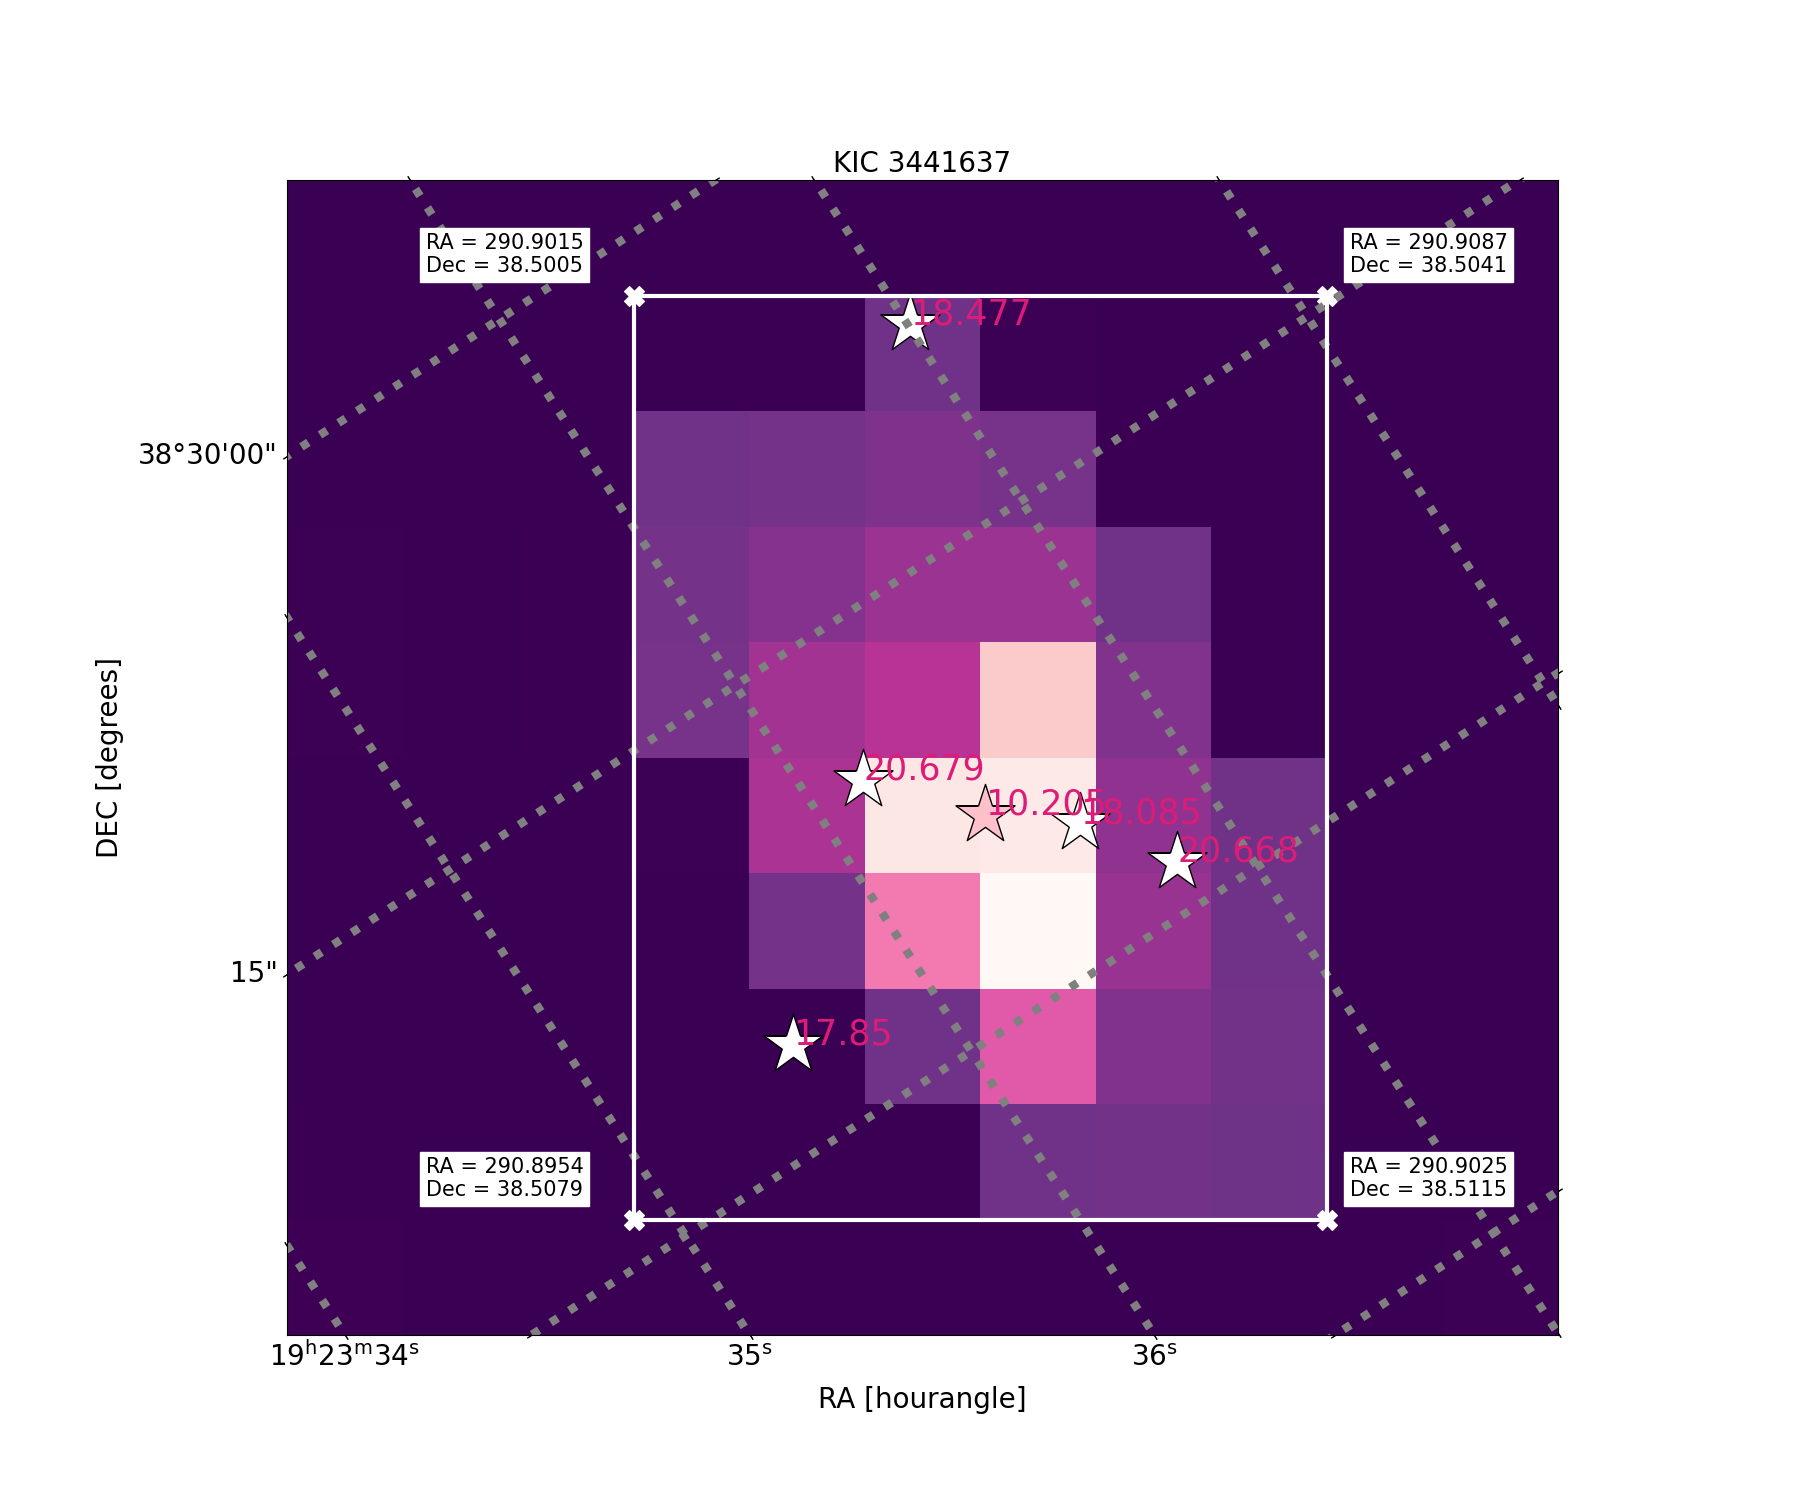 KIC 3441637
RA = 290.9015
Dec = 38.5005
RA = 290.9087
Dec = 38.5041
18.477
38°30'00"
20.679
10.205
18.085
20.668
15"
17.85
RA = 290.8954
Dec = 38.5079
RA = 290.9025
Dec = 38.5115
19ʰ23ᵐ34ˢ
35ˢ
36ˢ
RA [hourangle]
DEC [degrees]